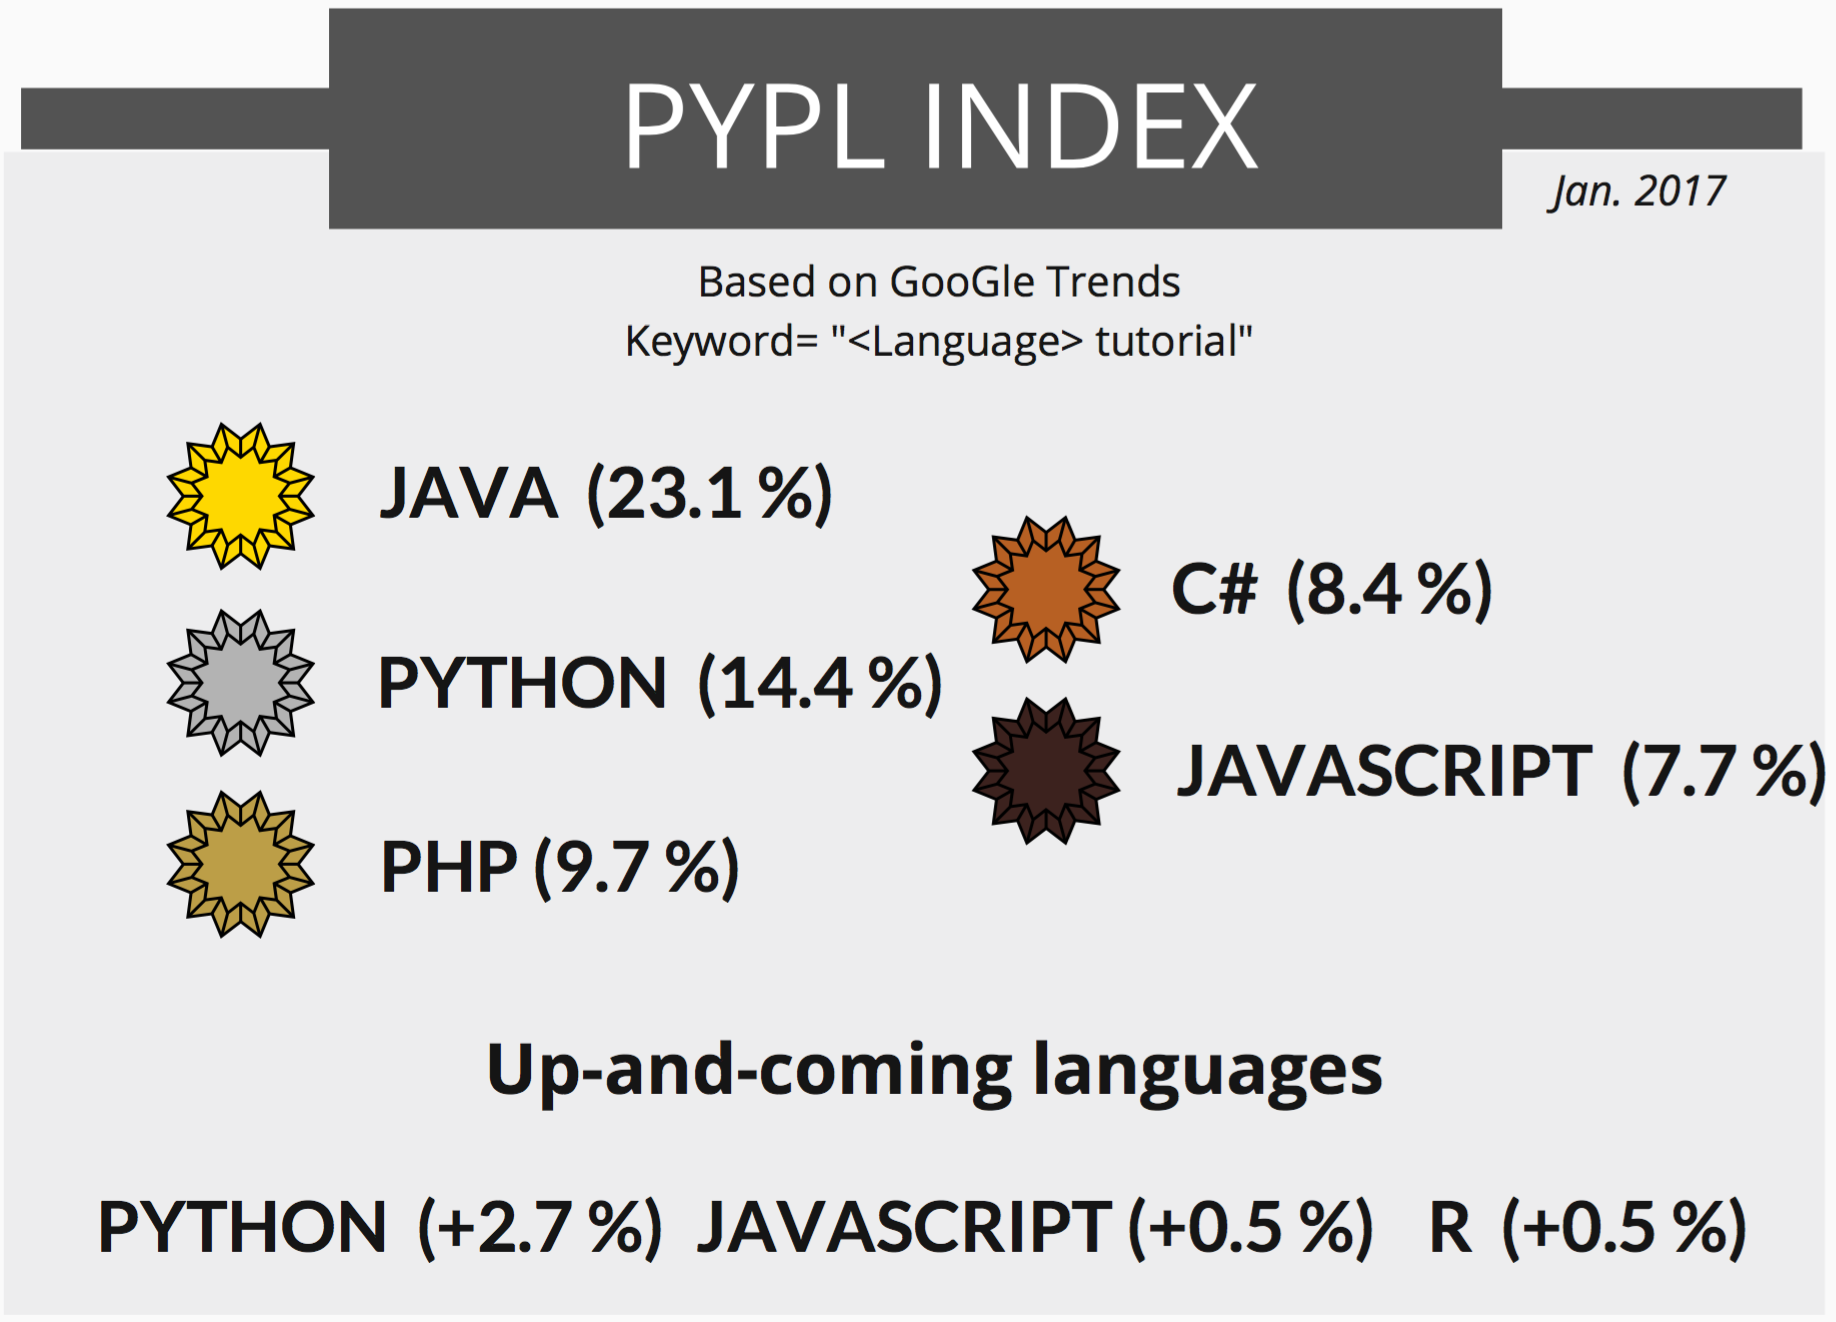 PYPL INDEX
Jan. 2017
Based on GooGle Trends
Keyword= "<Language> tutorial"
JAVA (23.1 %)
PYTHON (14.4 %)
PHP (9.7 %)
C# (8.4 %)
JAVASCRIPT (7.7 %)
Up-and-coming languages
PYTHON (+2.7 %) JAVASCRIPT (+0.5 %) R (+0.5 %)